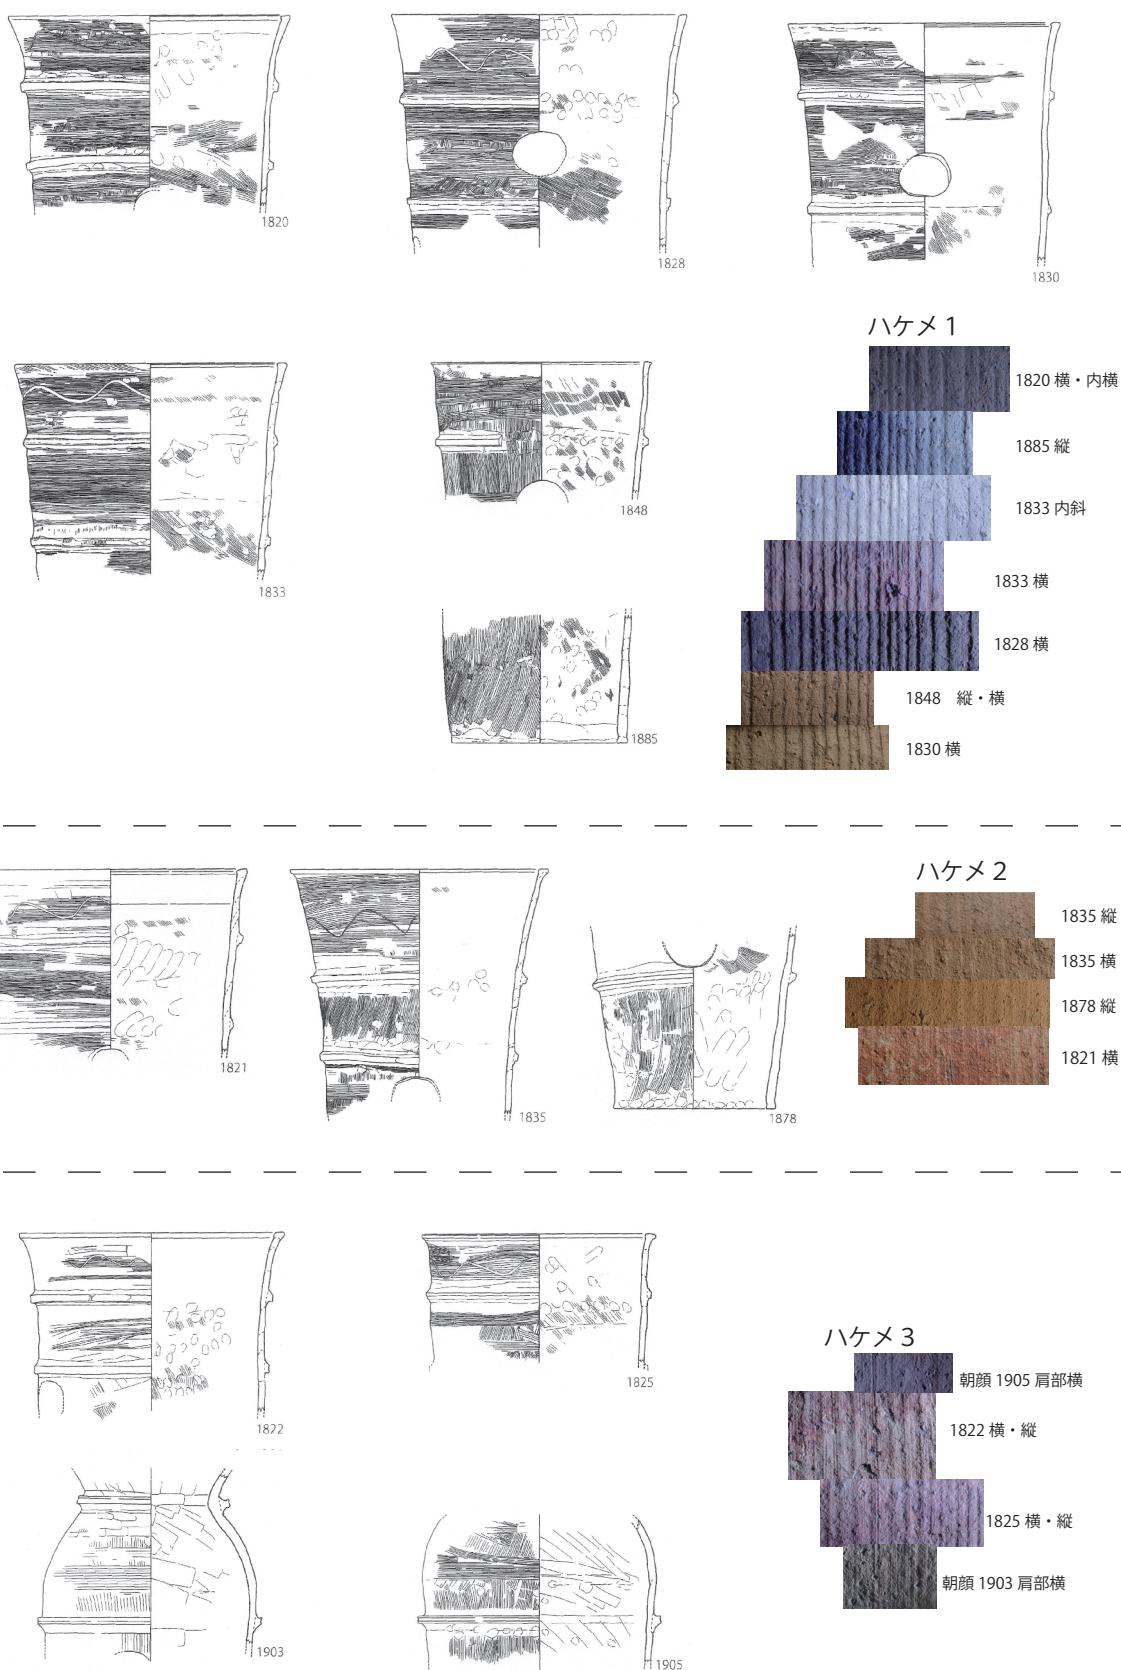 1820
1828
1830
ハケメ 1
1820 横・内横
1885 縦
1833 内斜
1833 横
1828 横
1848 縦・横
1830 横
1833
1848
1885
ハケメ 2
1835 縦
1835 横
1878 縦
1821 横
1821
1835
1878
1822
1825
ハケメ 3
朝顔 1905 肩部横
1822 横・縦
1825 横・縦
朝顔 1903 肩部横
1903
1905